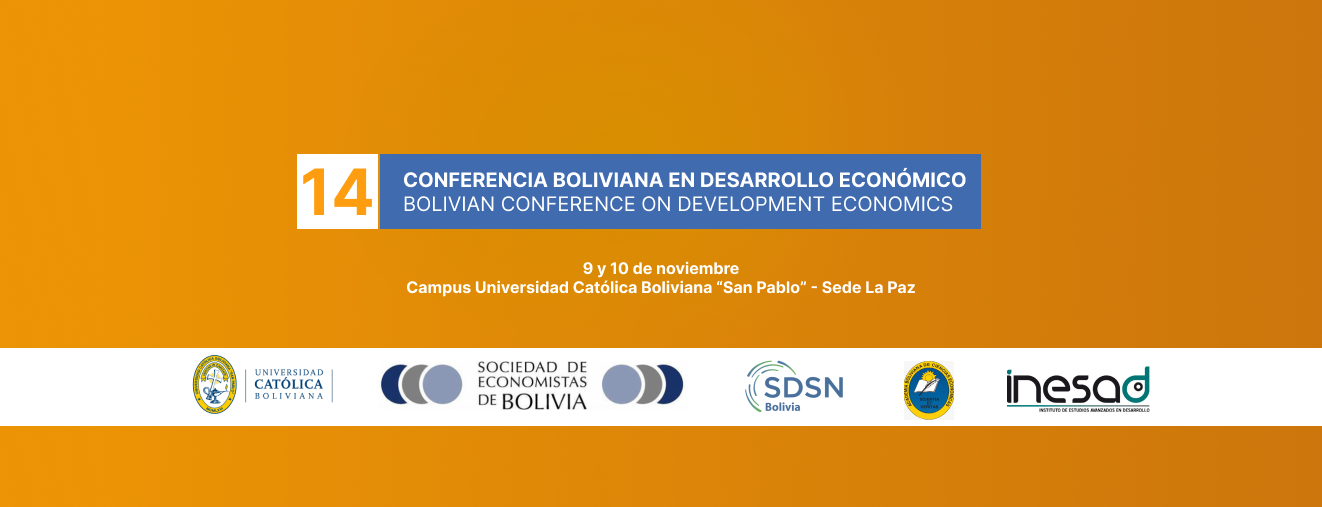 14
CONFERENCIA BOLIVIANA EN DESARROLLO ECONÓMICO
BOLIVIAN CONFERENCE ON DEVELOPMENT ECONOMICS
9 y 10 de noviembre
Campus Universidad Católica Boliviana “San Pablo” - Sede La Paz
UNIVERSIDAD
CATÓLICA
BOLIVIANA
SOCIEDAD DE
ECONOMISTAS
DE BOLIVIA
SDSN
Bolivia
inesad
INSTITUTO DE ESTUDIOS AVANZADOS EN DESARROLLO